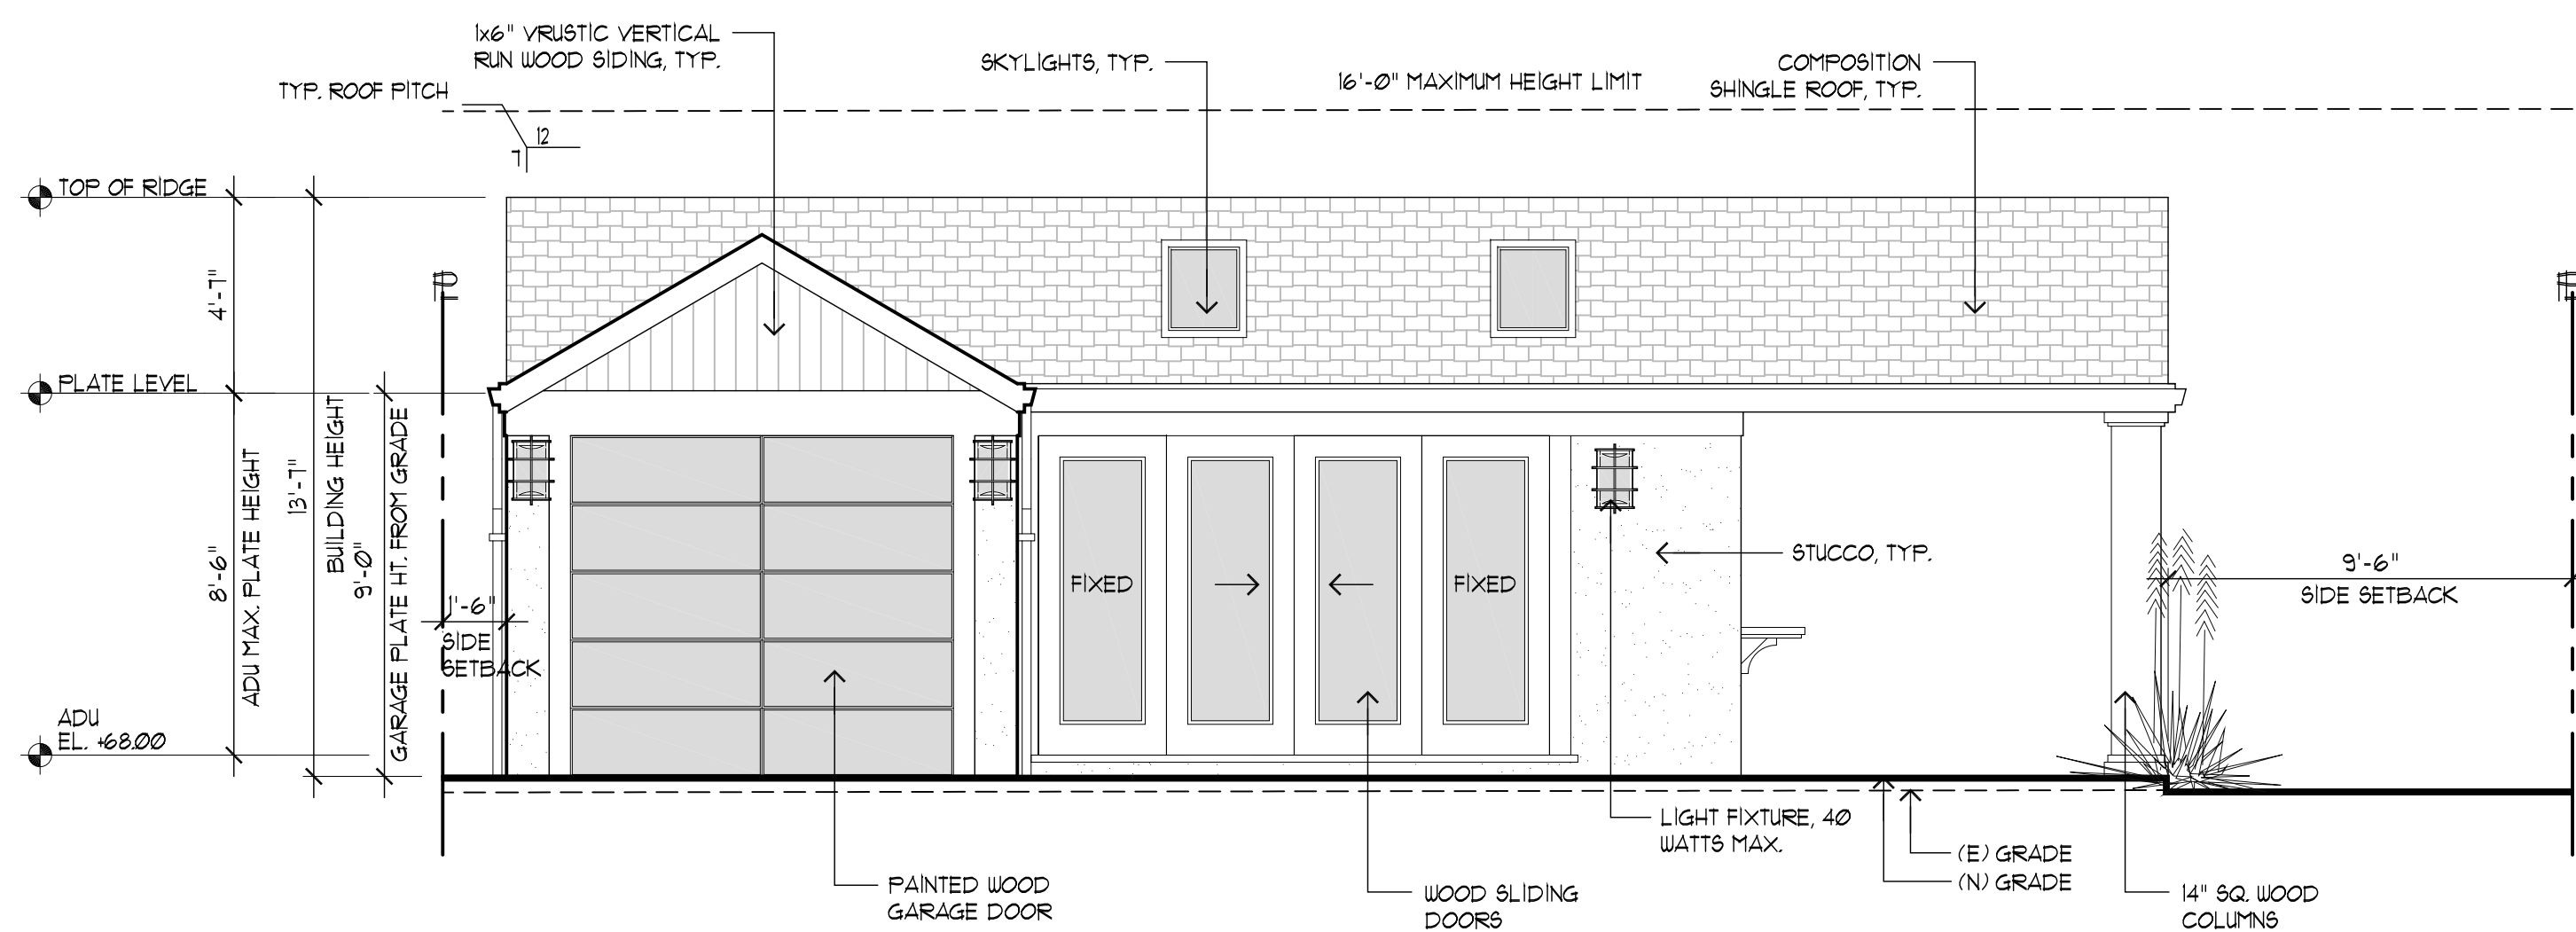 1x6" VRUSTIC VERTICAL
RUN WOOD SIDING, TYP.
SKYLIGHTS, TYP.
16'-0" MAXIMUM HEIGHT LIMIT
COMPOSITION
SHINGLE ROOF, TYP.
TYP. ROOF PITCH
12
7
TOP OF RIDGE
4'-7"
PLATE LEVEL
8'-6"
ADU MAX. PLATE HEIGHT
13'-7"
BUILDING HEIGHT
9'-0"
GARAGE PLATE HT. FROM GRADE
1'-6"
SIDE
SETBACK
ADU
EL. +68.00
FIXED
FIXED
STUCCO, TYP.
9'-6"
SIDE SETBACK
LIGHT FIXTURE, 40
WATTS MAX.
(E) GRADE
(N) GRADE
PAINTED WOOD
GARAGE DOOR
WOOD SLIDING
DOORS
14" SQ. WOOD
COLUMNS